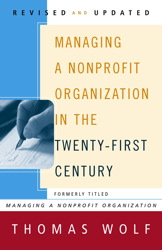 REVISED AND UPDATED
MANAGING
A NONPROFIT
ORGANIZATION
IN THE
TWENTY-FIRST
CENTURY
FORMERLY TITLED
MANAGING A NONPROFIT ORGANIZATION
THOMAS WOLF